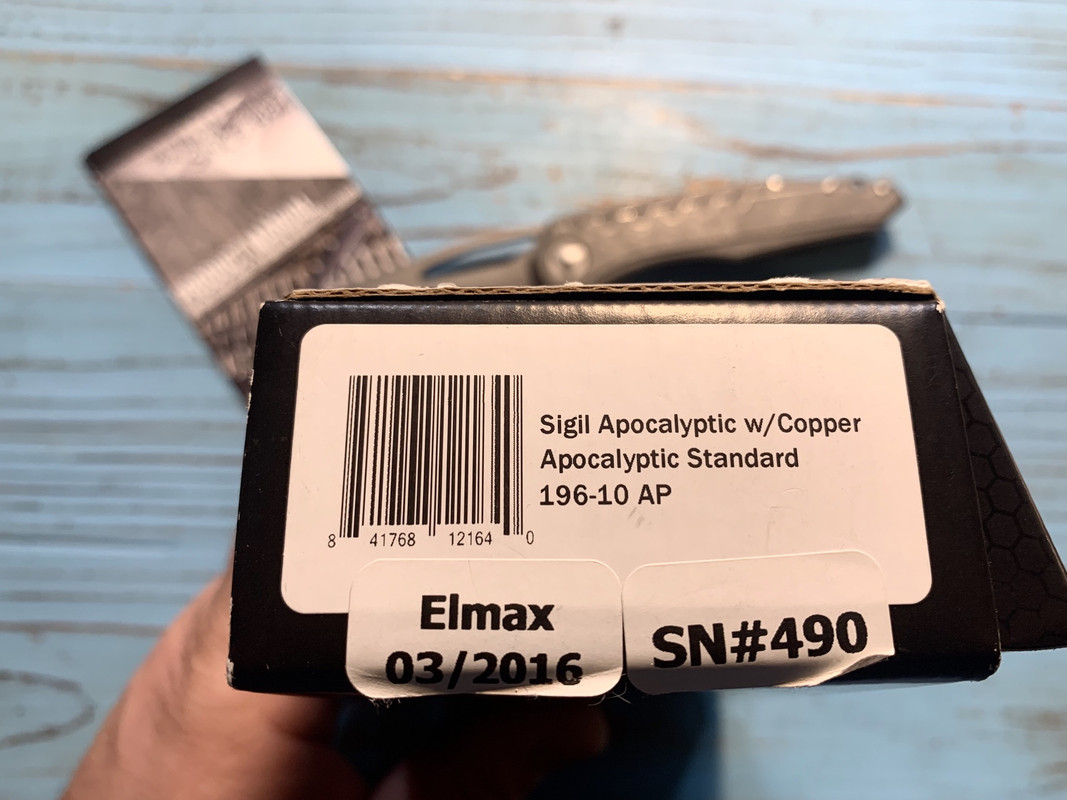 Sigil Apocalyptic w/Copper
Apocalyptic Standard
196-10 AP
8 41768 12164 0
Elmax
03/2016
SN#490